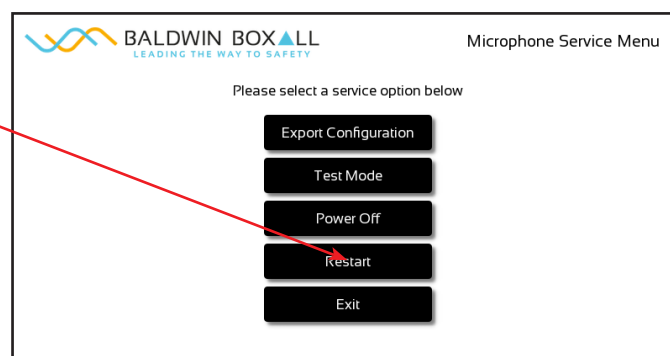 BALDWIN BOXALL
LEADING THE WAY TO SAFETY
Microphone Service Menu
Please select a service option below
Export Configuration
Test Mode
Power Off
Restart
Exit